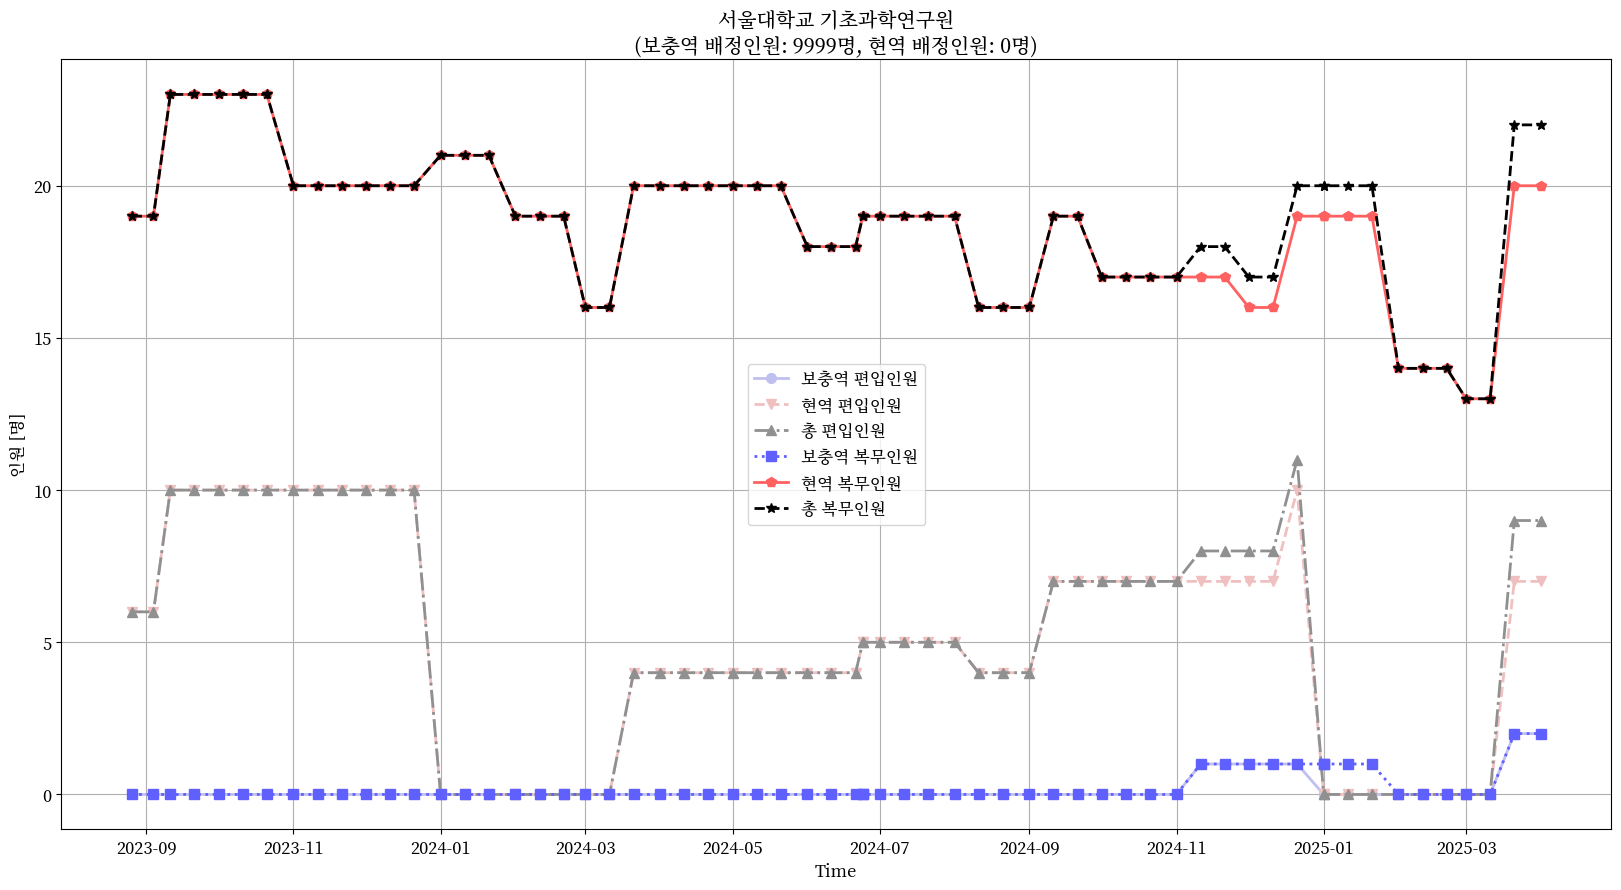 서울대학교 기초과학연구원
(보충역 배정인원: 9999명, 현역 배정인원: 0명)
인원 [명]
20
15
10
5
0
보충역 편입인원
현역 편입인원
총 편입인원
보충역 복무인원
현역 복무인원
총 복무인원
2023-09
2023-11
2024-01
2024-03
2024-05
2024-07
2024-09
2024-11
2025-01
2025-03
Time